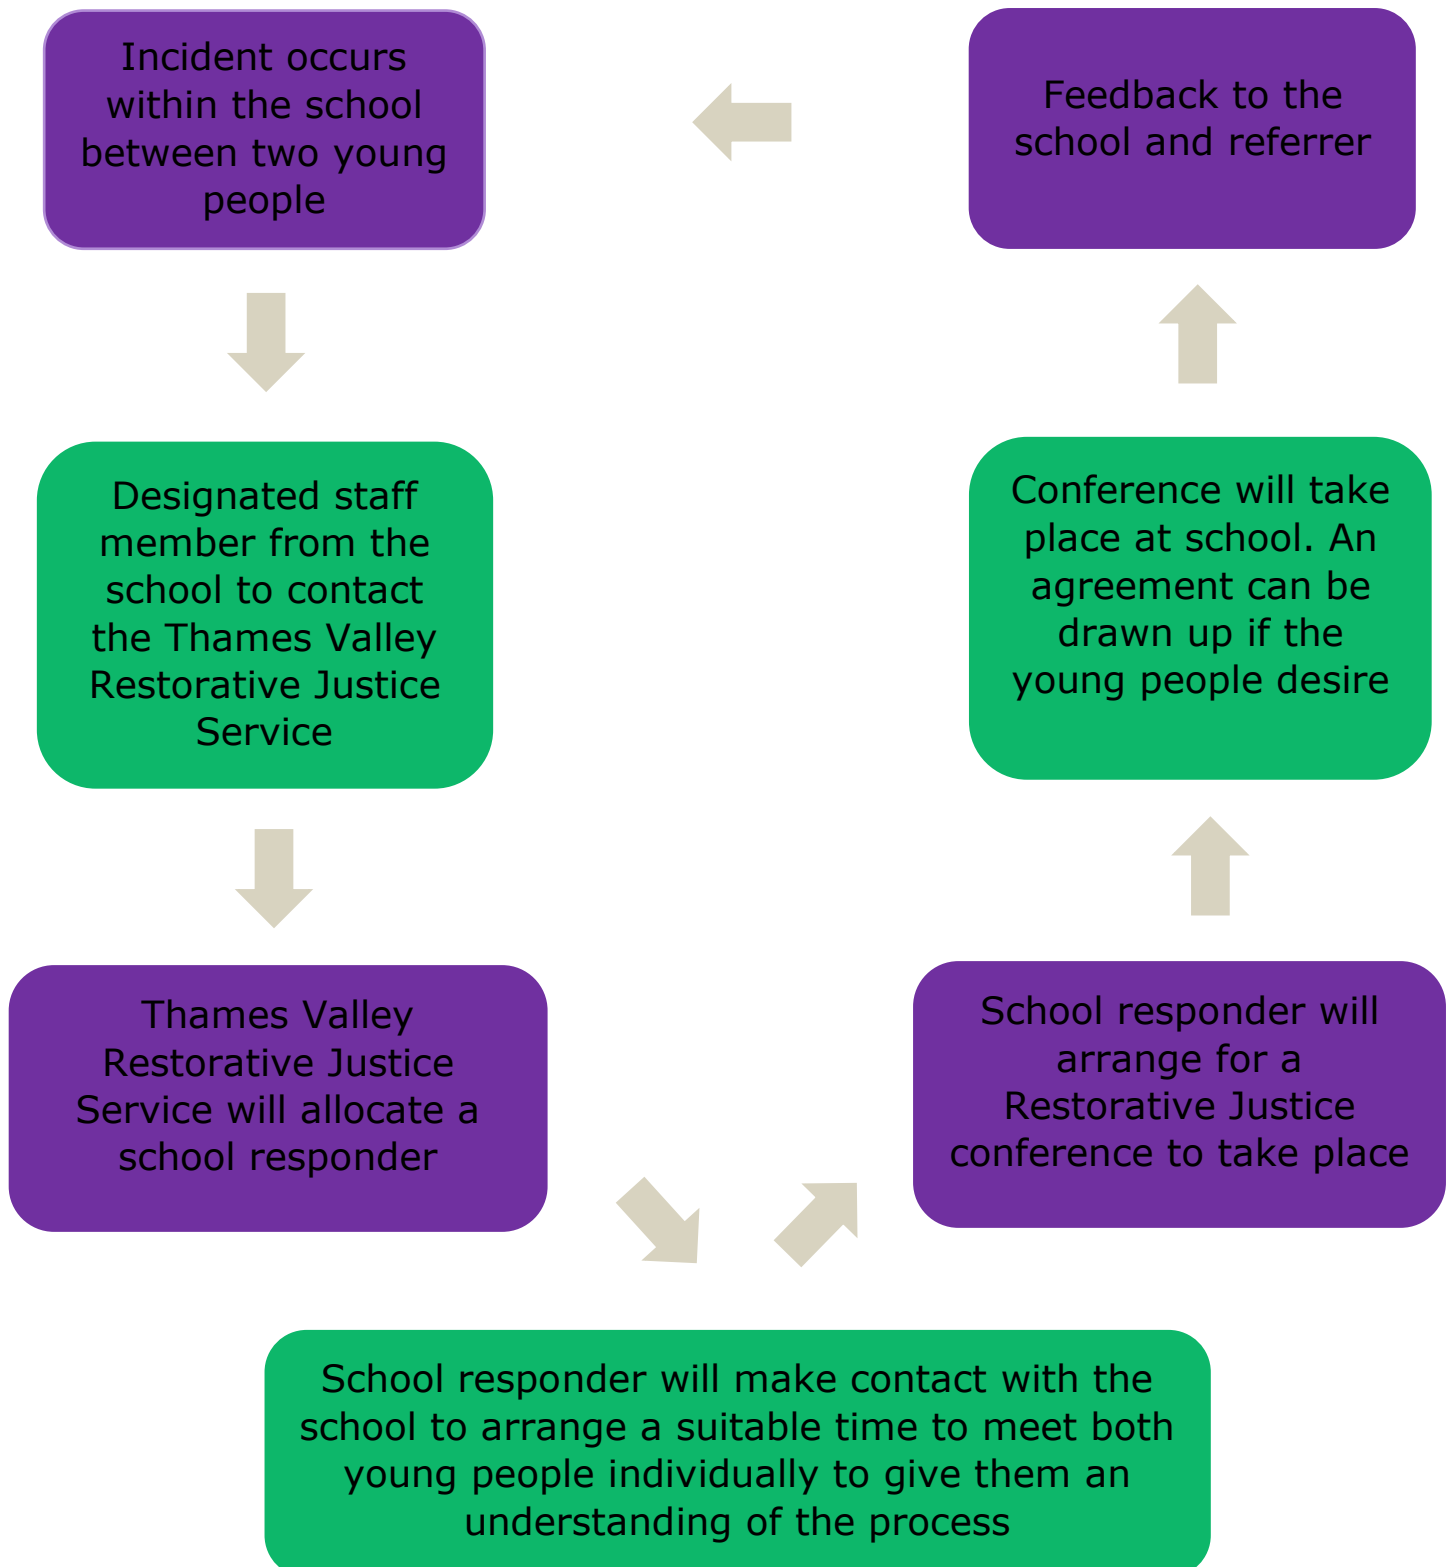 Incident occurs
within the school
between two young
people
Designated staff
member from the
school to contact
the Thames Valley
Restorative Justice
Service
Thames Valley
Restorative Justice
Service will allocate a
school responder
School responder will make contact with the
school to arrange a suitable time to meet both
young people individually to give them an
understanding of the process
School responder will
arrange for a
Restorative Justice
conference to take place
Conference will take
place at school. An
agreement can be
drawn up if the
young people desire
Feedback to the
school and referrer